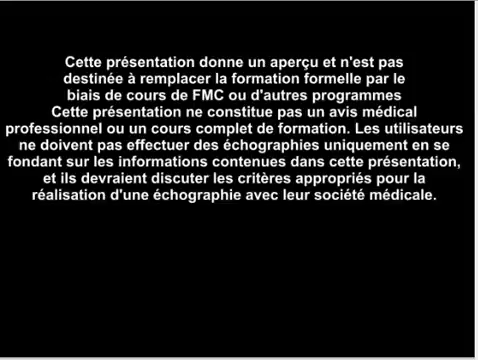 Cette présentation donne un aperçu et n'est pas
destinée à remplacer la formation formelle par le
biais de cours de FMC ou d'autres programmes
Cette présentation ne constitue pas un avis médical
professionnel ou un cours complet de formation. Les utilisateurs
ne doivent pas effectuer des échographies uniquement en se
fondant sur les informations contenues dans cette présentation,
et ils devraient discuter les critères appropriés pour la
réalisation d'une échographie avec leur société médicale.